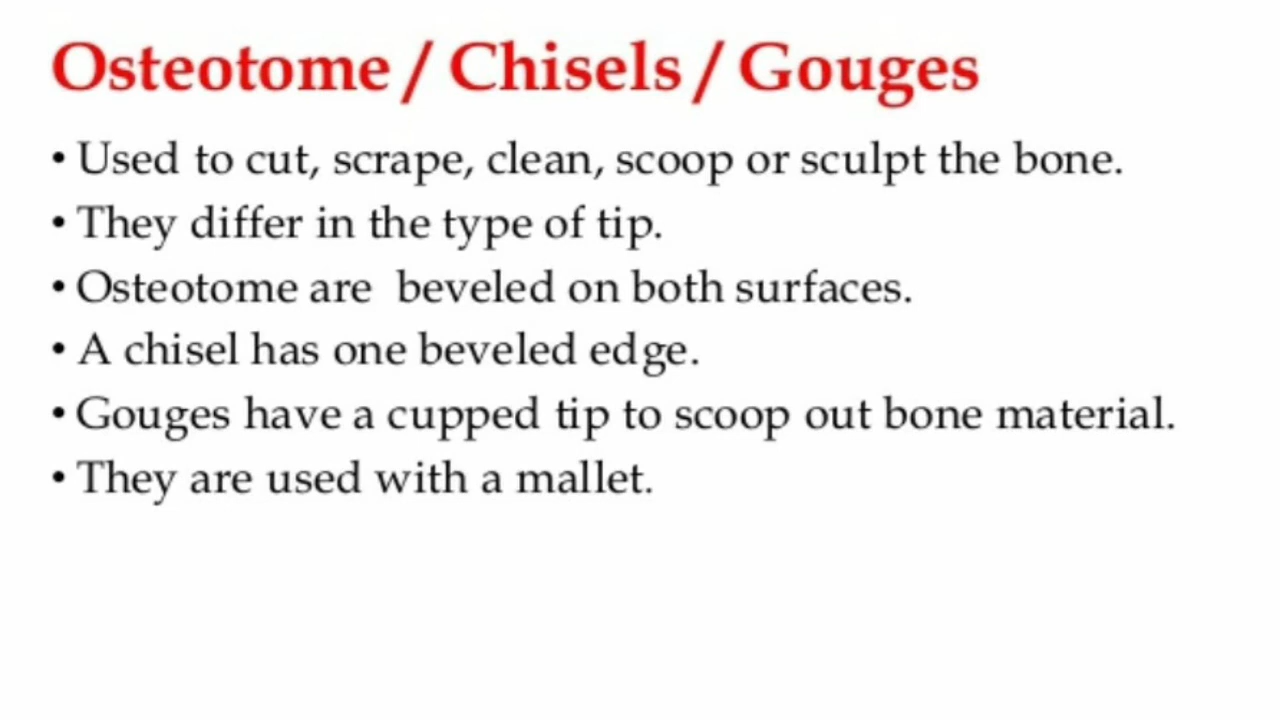 Osteotome / Chisels / Gouges
• Used to cut, scrape, clean, scoop or sculpt the bone.
• They differ in the type of tip.
• Osteotome are  beveled on both surfaces.
• A chisel has one beveled edge.
• Gouges have a cupped tip to scoop out bone material.
• They are used with a mallet.